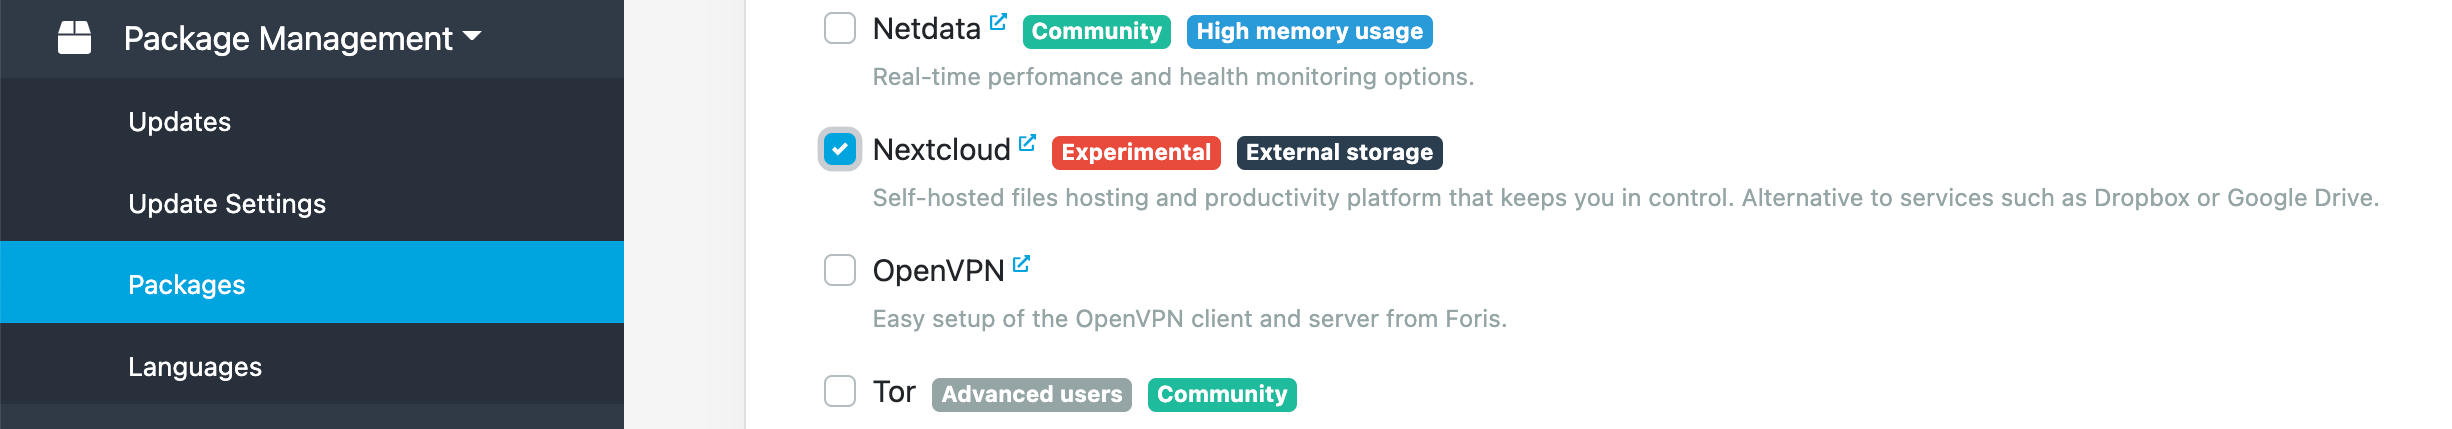 Package Management
Updates
Update Settings
Packages
Languages
Netdata Community High memory usage
Real-time perfomance and health monitoring options.
Nextcloud Experimental External storage
Self-hosted files hosting and productivity platform that keeps you in control. Alternative to services such as Dropbox or Google Drive.
OpenVPN
Easy setup of the OpenVPN client and server from Foris.
Tor Advanced users Community